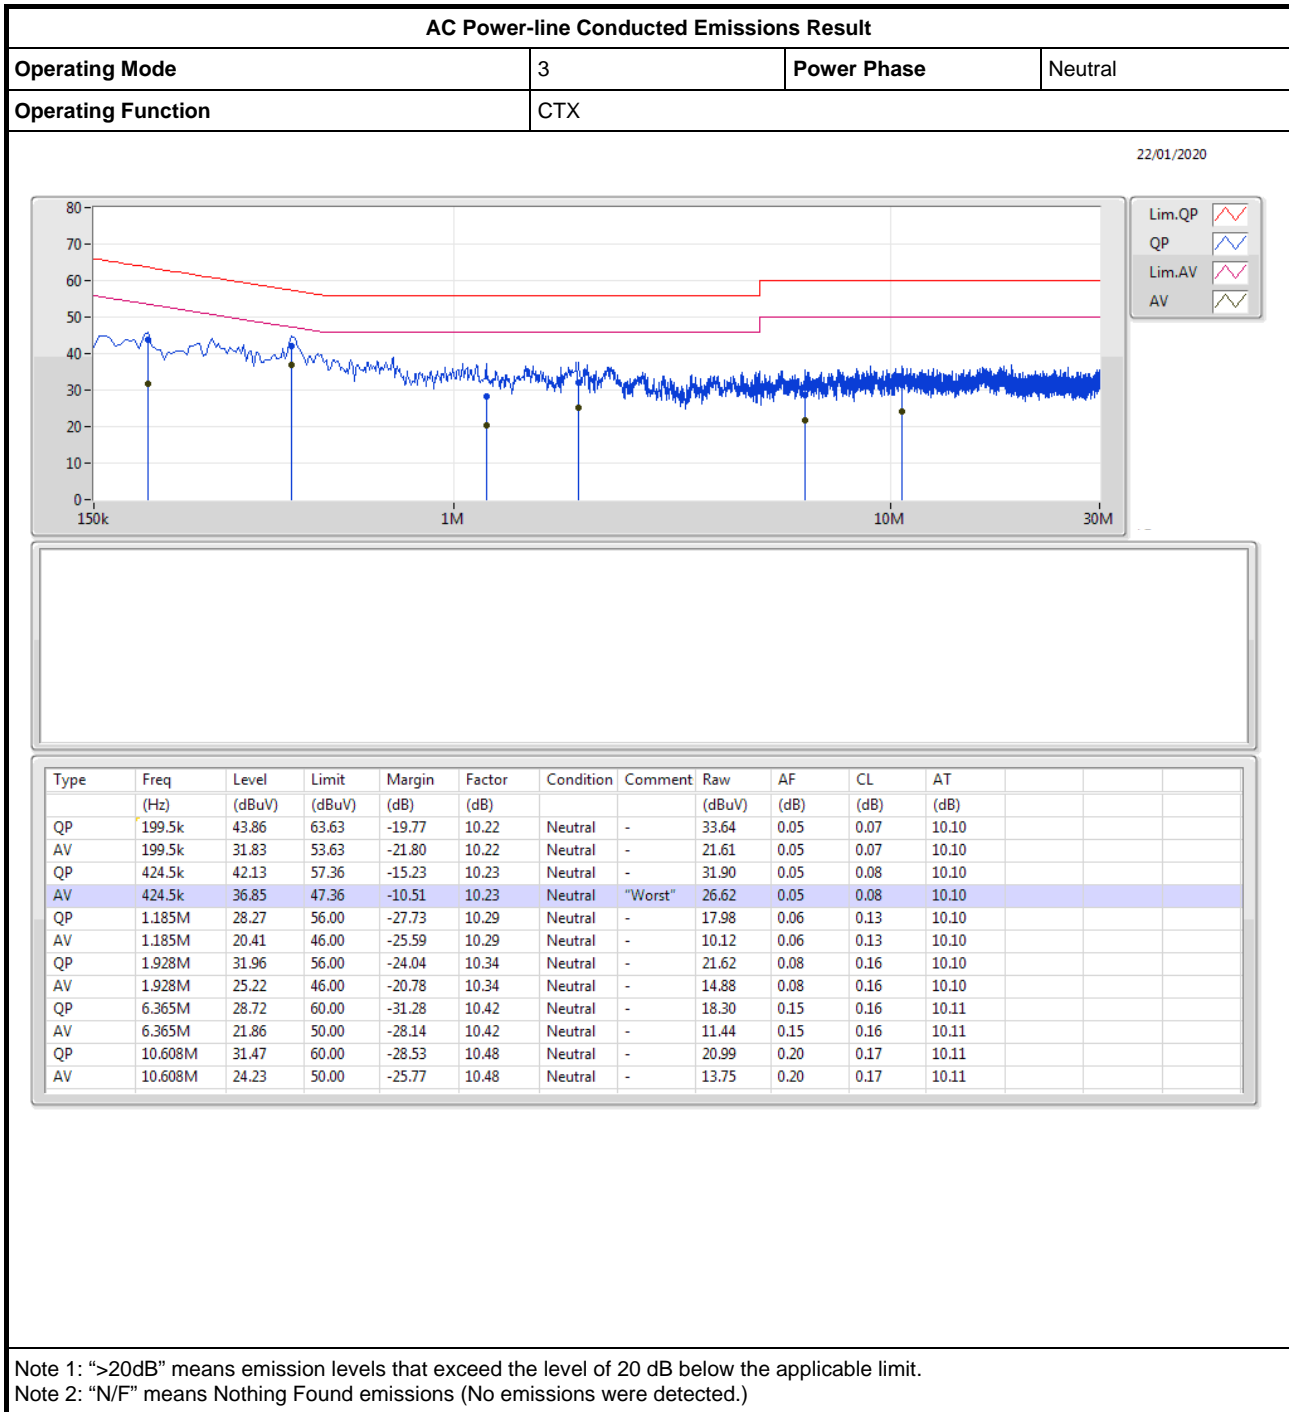 AC Power-line Conducted Emissions Result
Operating Mode 3 Power Phase Neutral
Operating Function CTX
22/01/2020
80
70
60
50
40
30
20
10
0
150k 1M 10M 30M
Lim.QP
QP
Lim.AV
AV
Type Freq Level Limit Margin Factor Condition Comment Raw AF CL AT
(Hz) (dBuV) (dBuV) (dB) (dB) (dBuV) (dB) (dB) (dB)
QP 199.5k 43.86 63.63 -19.77 10.22 Neutral - 33.64 0.05 0.07 10.10
AV 199.5k 31.83 53.63 -21.80 10.22 Neutral - 21.61 0.05 0.07 10.10
QP 424.5k 42.13 57.36 -15.23 10.23 Neutral - 31.90 0.05 0.08 10.10
AV 424.5k 36.85 47.36 -10.51 10.23 Neutral "Worst" 26.62 0.05 0.08 10.10
QP 1.185M 28.27 56.00 -27.73 10.29 Neutral - 17.98 0.06 0.13 10.10
AV 1.185M 20.41 46.00 -25.59 10.29 Neutral - 10.12 0.06 0.13 10.10
QP 1.928M 31.96 56.00 -24.04 10.34 Neutral - 21.62 0.08 0.16 10.10
AV 1.928M 25.22 46.00 -20.78 10.34 Neutral - 14.88 0.08 0.16 10.10
QP 6.365M 28.72 60.00 -31.28 10.42 Neutral - 18.30 0.15 0.16 10.11
AV 6.365M 21.86 50.00 -28.14 10.42 Neutral - 11.44 0.15 0.16 10.11
QP 10.608M 31.47 60.00 -28.53 10.48 Neutral - 20.99 0.20 0.17 10.11
AV 10.608M 24.23 50.00 -25.77 10.48 Neutral - 13.75 0.20 0.17 10.11
Note 1: “>20dB” means emission levels that exceed the level of 20 dB below the applicable limit.
Note 2: “N/F” means Nothing Found emissions (No emissions were detected.)